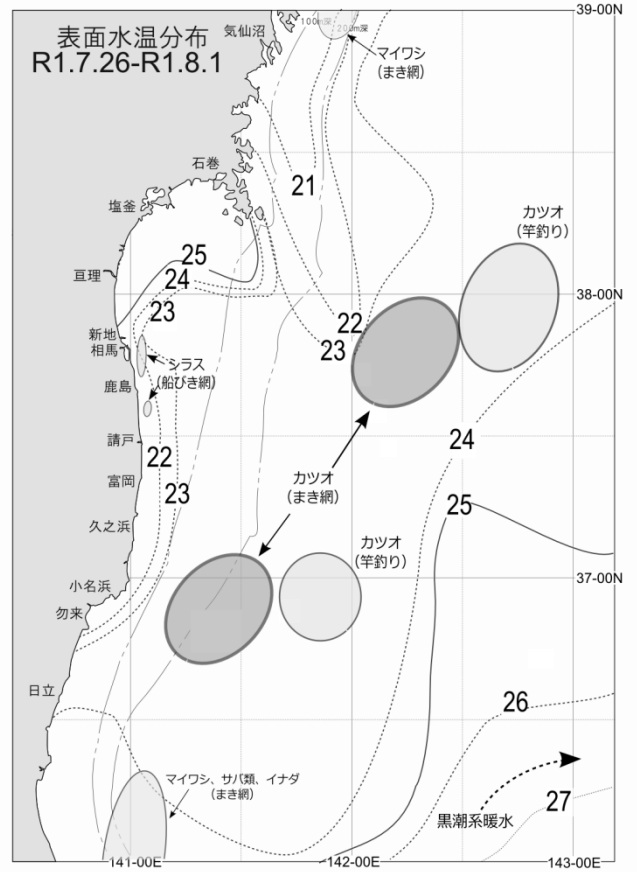 表面水温分布
R1.7.26-R1.8.1
39-00N
気仙沼
100m深
200m深
マイワシ
(まき網)
石巻
21
塩釜
カツオ
(竿釣り)
25
亘理
24
38-00N
23
新地
22
相馬
23
シラス
(船びき網)
鹿島
請戸
24
22
富岡
カツオ
(まき網)
23
25
久之浜
カツオ
(竿釣り)
37-00N
小名浜
勿来
日立
26
マイワシ、サバ類、イナダ
(まき網)
27
黒潮系暖水
141-00E
142-00E
143-00E